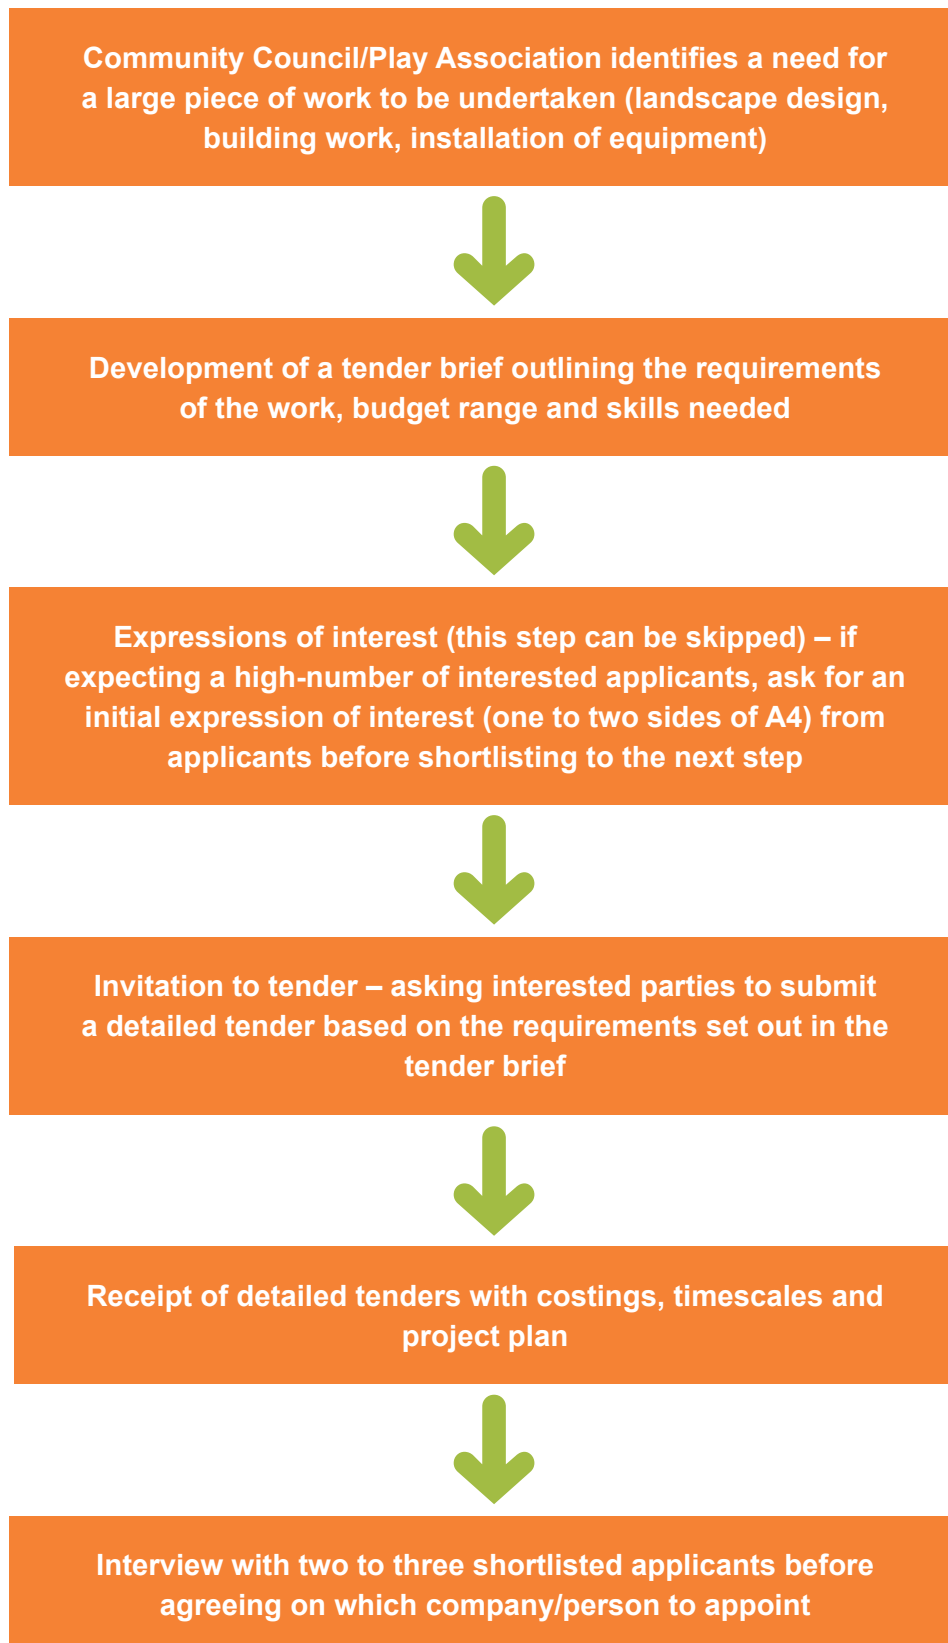 Community Council/Play Association identifies a need for
a large piece of work to be undertaken (landscape design,
building work, installation of equipment)
Development of a tender brief outlining the requirements
of the work, budget range and skills needed
Expressions of interest (this step can be skipped) – if
expecting a high-number of interested applicants, ask for an
initial expression of interest (one to two sides of A4) from
applicants before shortlisting to the next step
Invitation to tender – asking interested parties to submit
a detailed tender based on the requirements set out in the
tender brief
Receipt of detailed tenders with costings, timescales and
project plan
Interview with two to three shortlisted applicants before
agreeing on which company/person to appoint